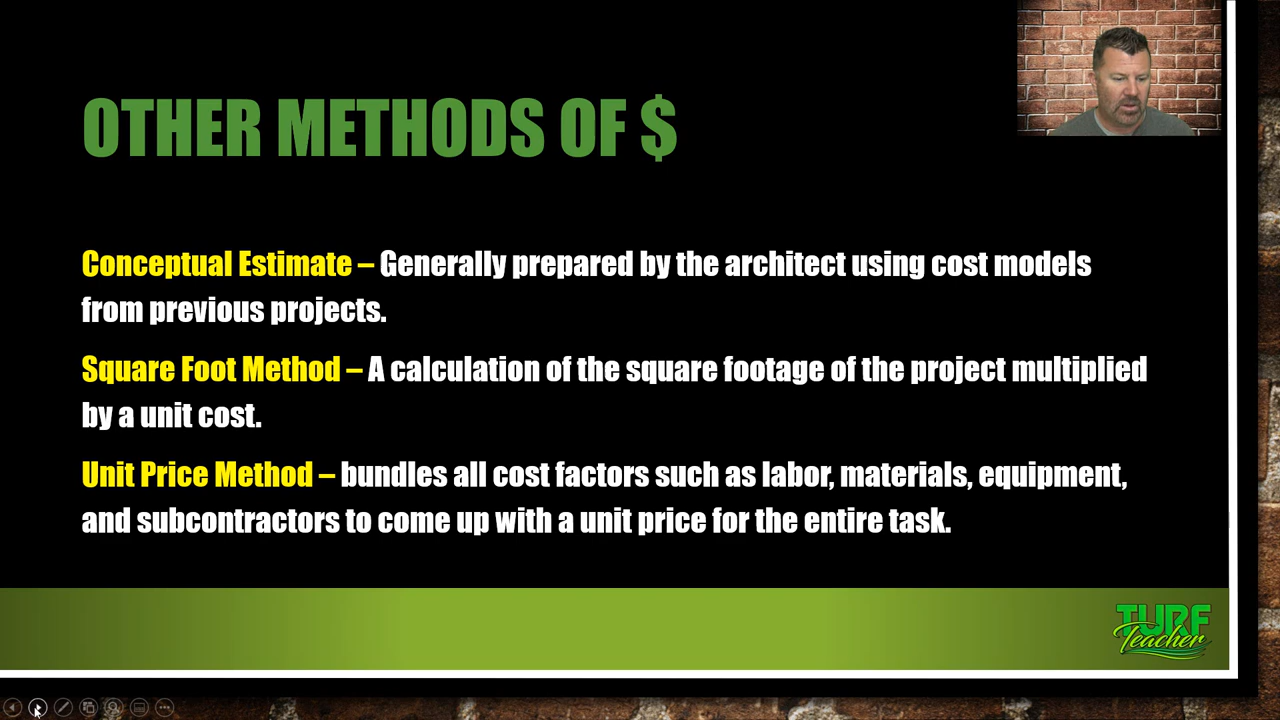 OTHER METHODS OF $
Conceptual Estimate – Generally prepared by the architect using cost models
from previous projects.
Square Foot Method – A calculation of the square footage of the project multiplied
by a unit cost.
Unit Price Method – bundles all cost factors such as labor, materials, equipment,
and subcontractors to come up with a unit price for the entire task.
TURF
Teacher